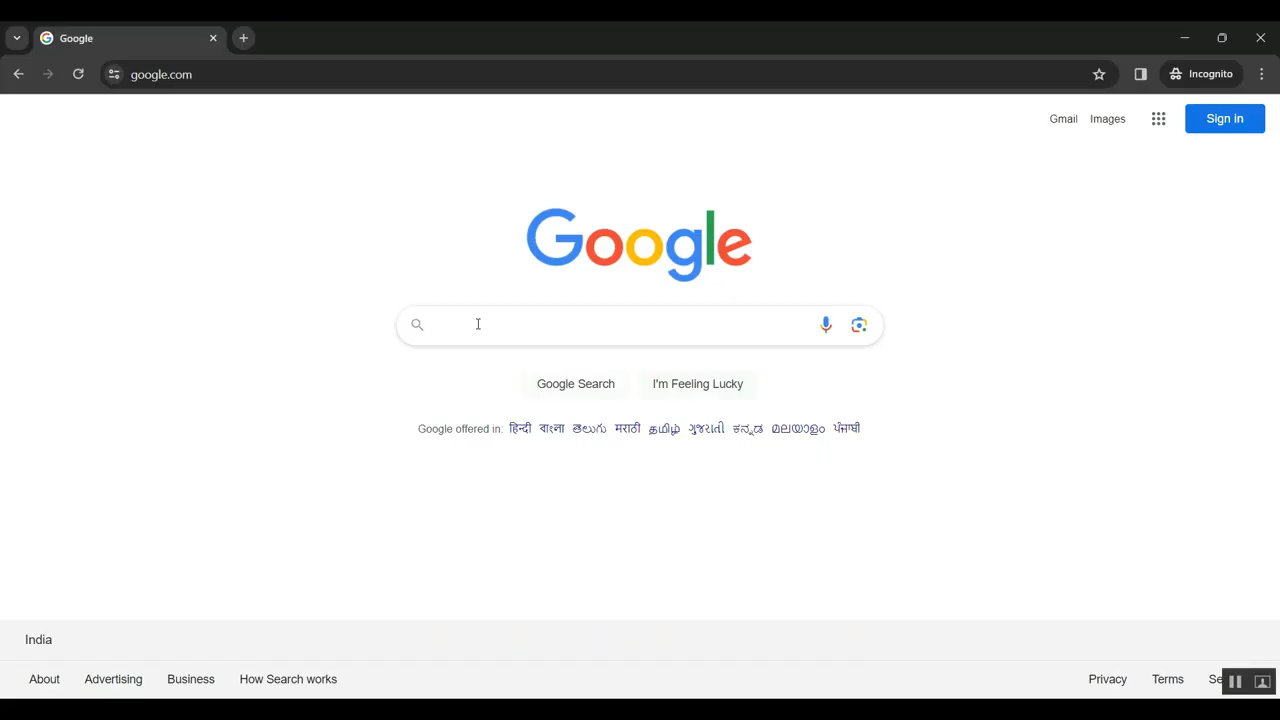 Google
google.com
Incognito
Gmail Images Sign in
Google
Google Search I'm Feeling Lucky
Google offered in: हिन्दी বাংলা తెలుగు मराठी தமிழ் ગુજરાતી ಕನ್ನಡ മലയാളം ਪੰਜਾਬੀ
India
About Advertising Business How Search works Privacy Terms Se